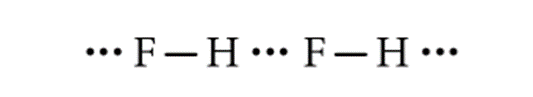 ··· F — H ··· F — H ···